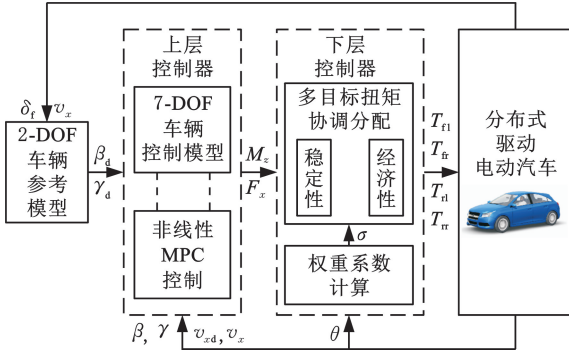 δf vx
2-DOF
车辆
参考
模型
βd
γd
上层
控制器
7-DOF
车辆
控制模型
非线性
MPC
控制
β, γ
vxd, vx
Mz
Fx
下层
控制器
多目标扭矩
协调分配
稳定性
经济性
σ
权重系数
计算
θ
Tfl
Tfr
Trl
Trr
分布式
驱动
电动汽车